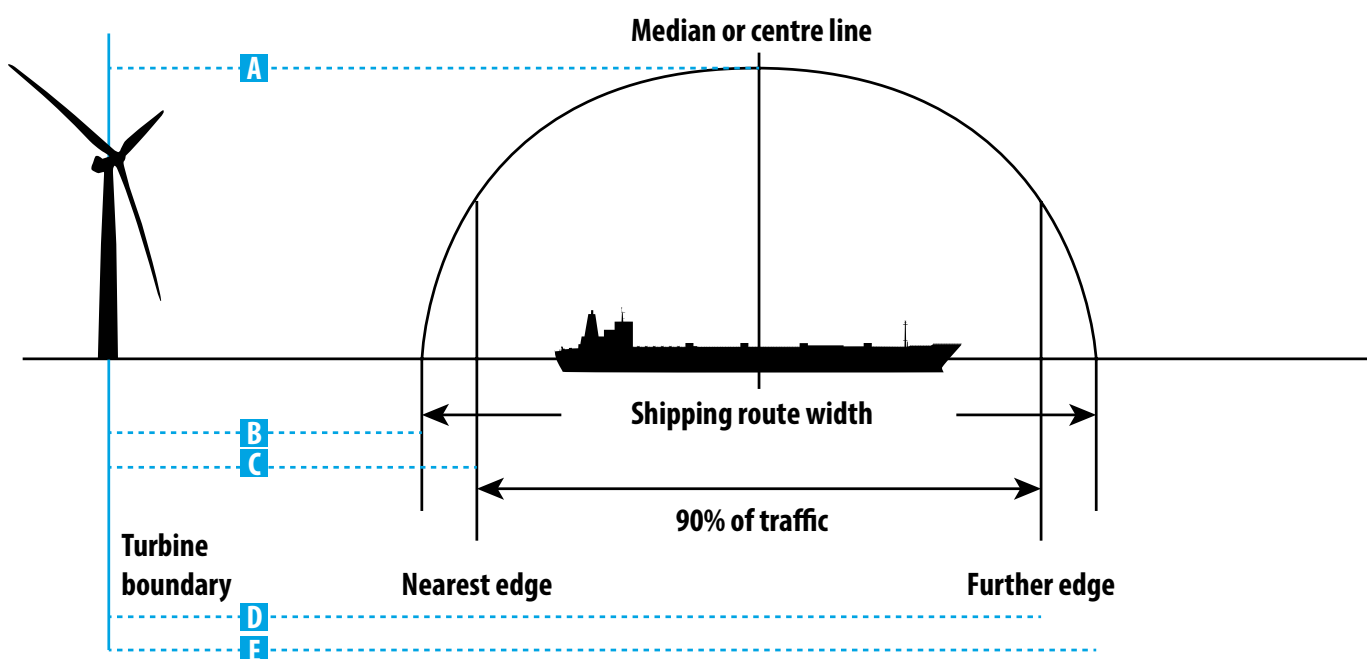 Median or centre line
A
Shipping route width
B
C
90% of traffic
Turbine
boundary
Nearest edge
Further edge
D
E